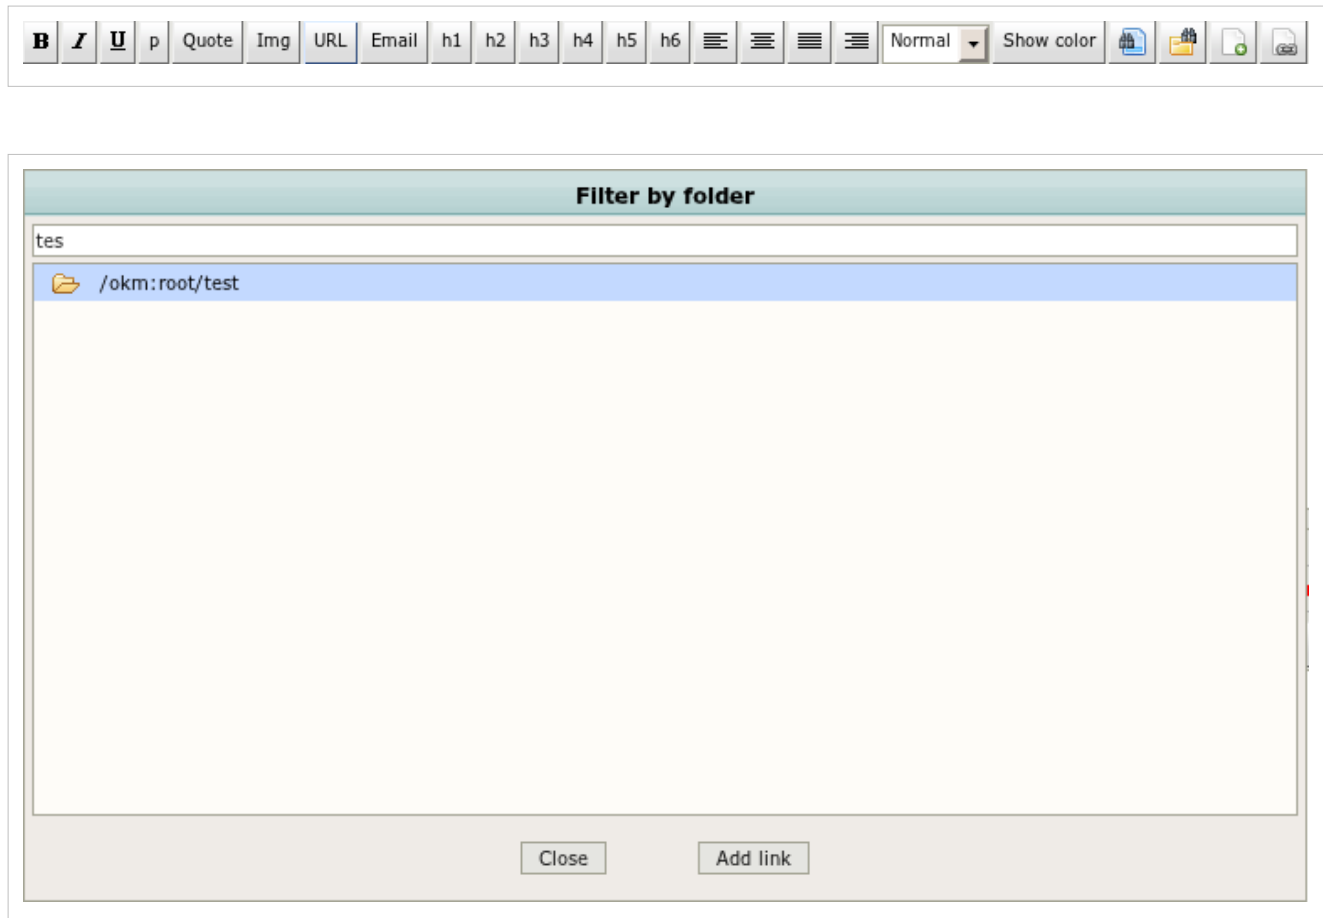 B I U p Quote Img URL Email h1 h2 h3 h4 h5 h6 Normal Show color
Filter by folder
tes
/okm:root/test
Close Add link